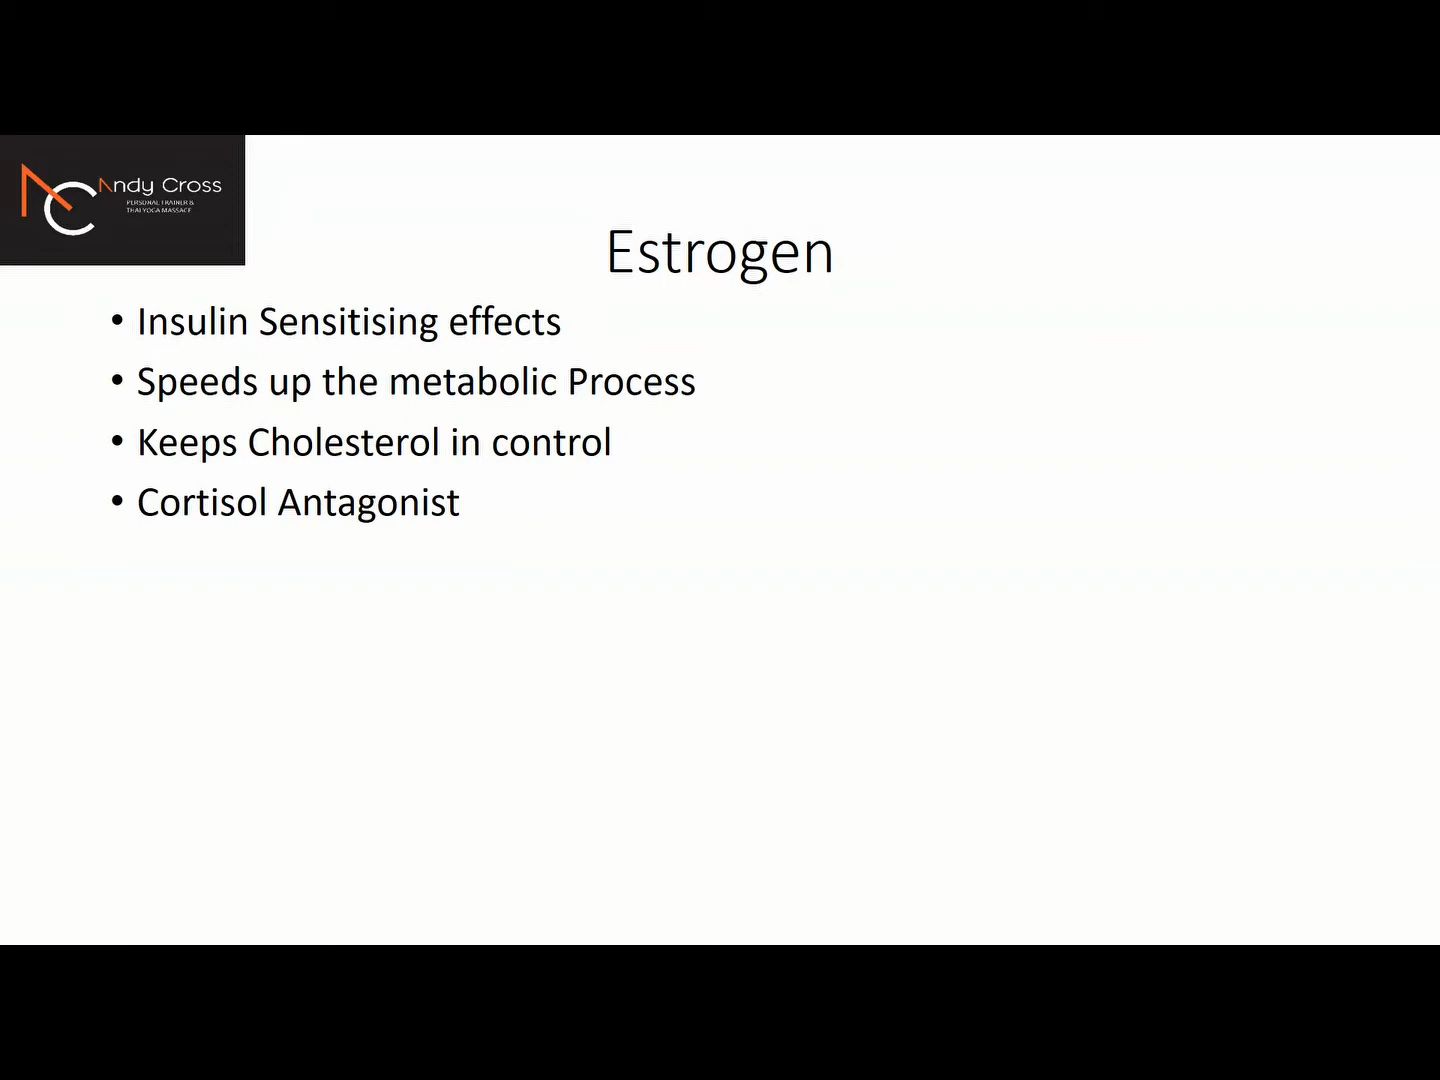 Andy Cross
PERSONAL TRAINER &
THAI YOGA MASSAGE
Estrogen
• Insulin Sensitising effects
• Speeds up the metabolic Process
• Keeps Cholesterol in control
• Cortisol Antagonist